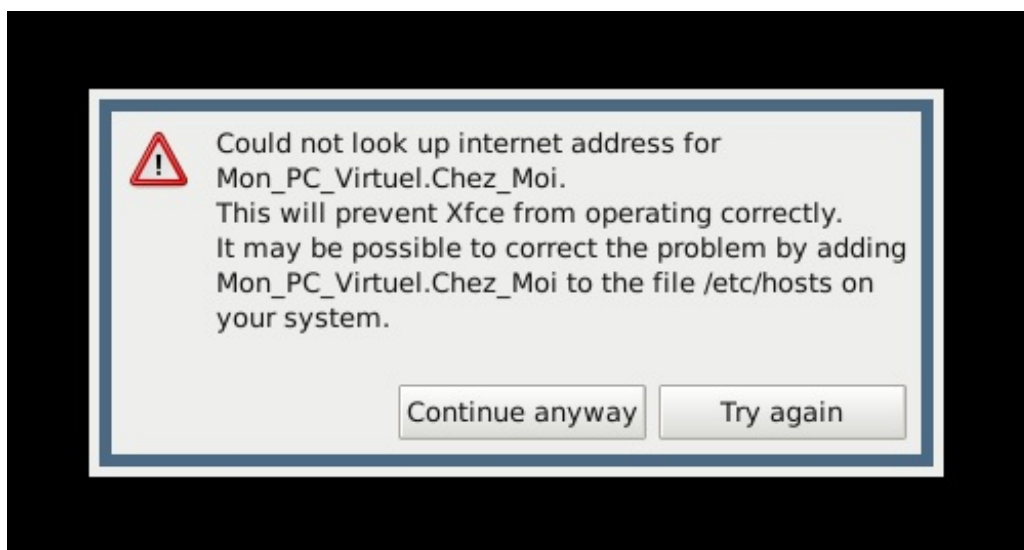 Could not look up internet address for
Mon_PC_Virtuel.Chez_Moi.
This will prevent Xfce from operating correctly.
It may be possible to correct the problem by adding
Mon_PC_Virtuel.Chez_Moi to the file /etc/hosts on
your system.
Continue anyway Try again